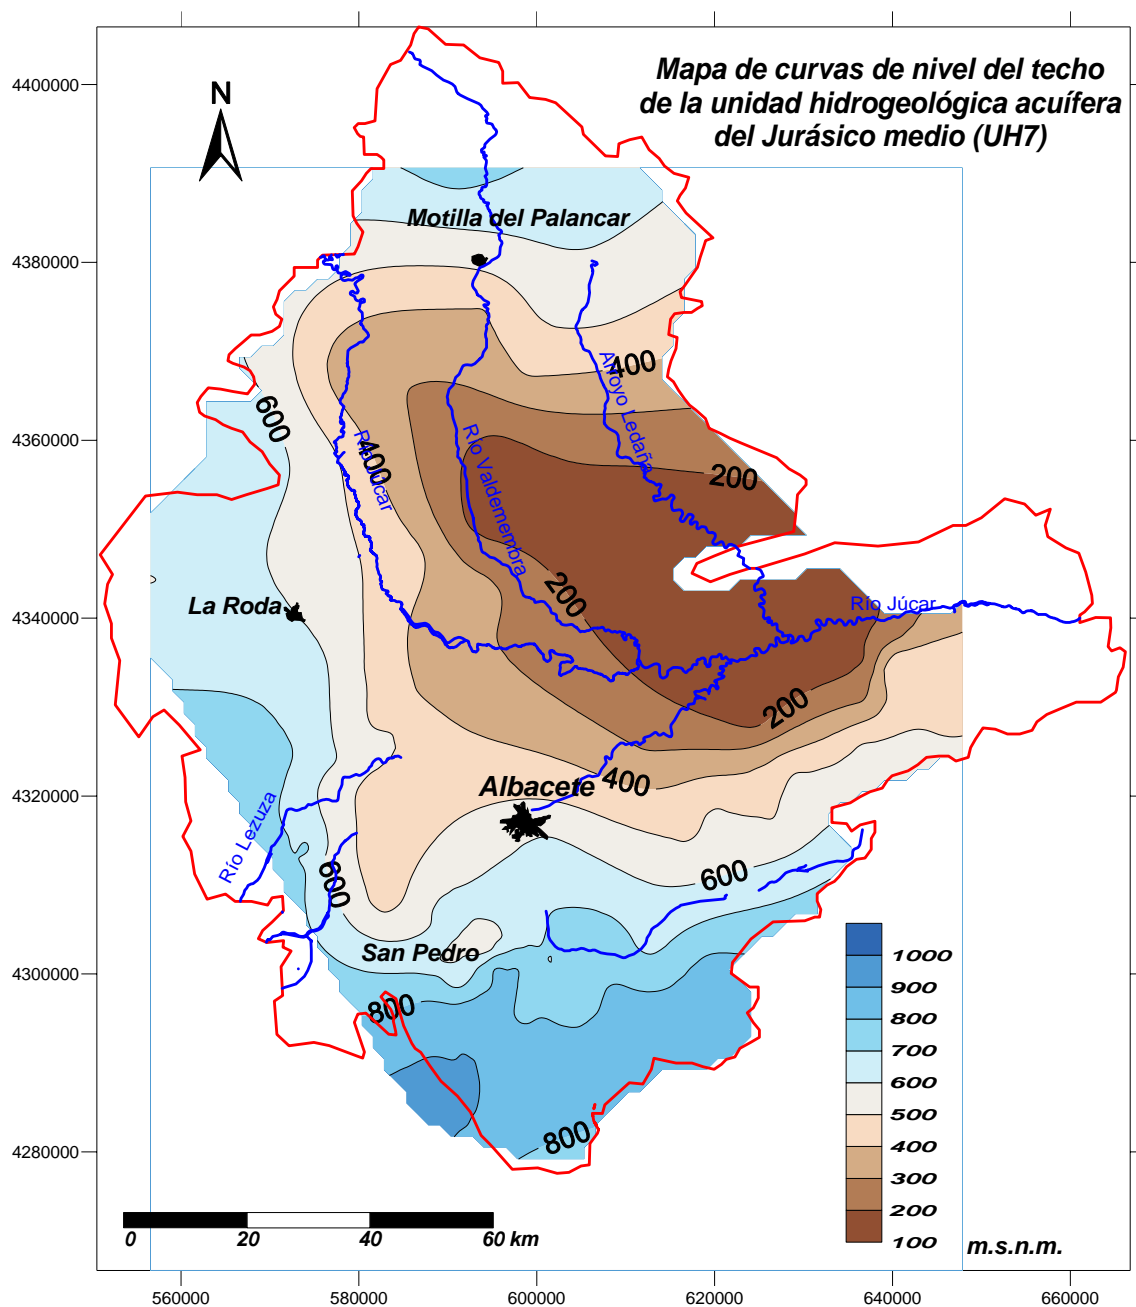 Mapa de curvas de nivel del techo
de la unidad hidrogeológica acuífera
del Jurásico medio (UH7)
N
4400000
4380000
4360000
4340000
4320000
4300000
4280000
Motilla del Palancar
400
Arroyo Ledaña
600
400
Río Júcar
Río Valdemembra
200
200
La Roda
Río Júcar
200
Albacete
400
Río Lezuza
600
600
San Pedro
800
800
1000
900
800
700
600
500
400
300
200
100
m.s.n.m.
0 20 40 60 km
560000 580000 600000 620000 640000 660000